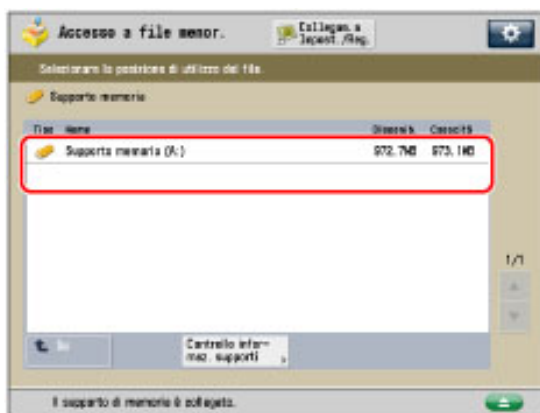 Accesso a file memor.
Collegam. a
Impost./Reg.
Selezionare la posizione di utilizzo del file.
Supporto memoria
Tipo Nome Disponib. Capacità
Supporto memoria (A:) 972,7MB 973,1MB
1/1
Controllo infor-
maz. supporti
Il supporto di memoria è collegato.